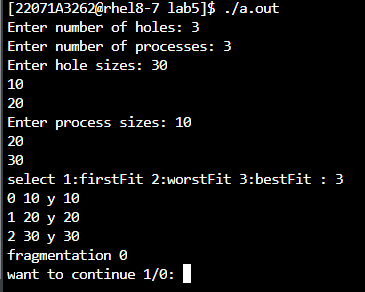 [22071A3262@rhel8-7 lab5]$ ./a.out
Enter number of holes: 3
Enter number of processes: 3
Enter hole sizes: 30
10
20
Enter process sizes: 10
20
30
select 1:firstFit 2:worstFit 3:bestFit : 3
0 10 y 10
1 20 y 20
2 30 y 30
fragmentation 0
want to continue 1/0: